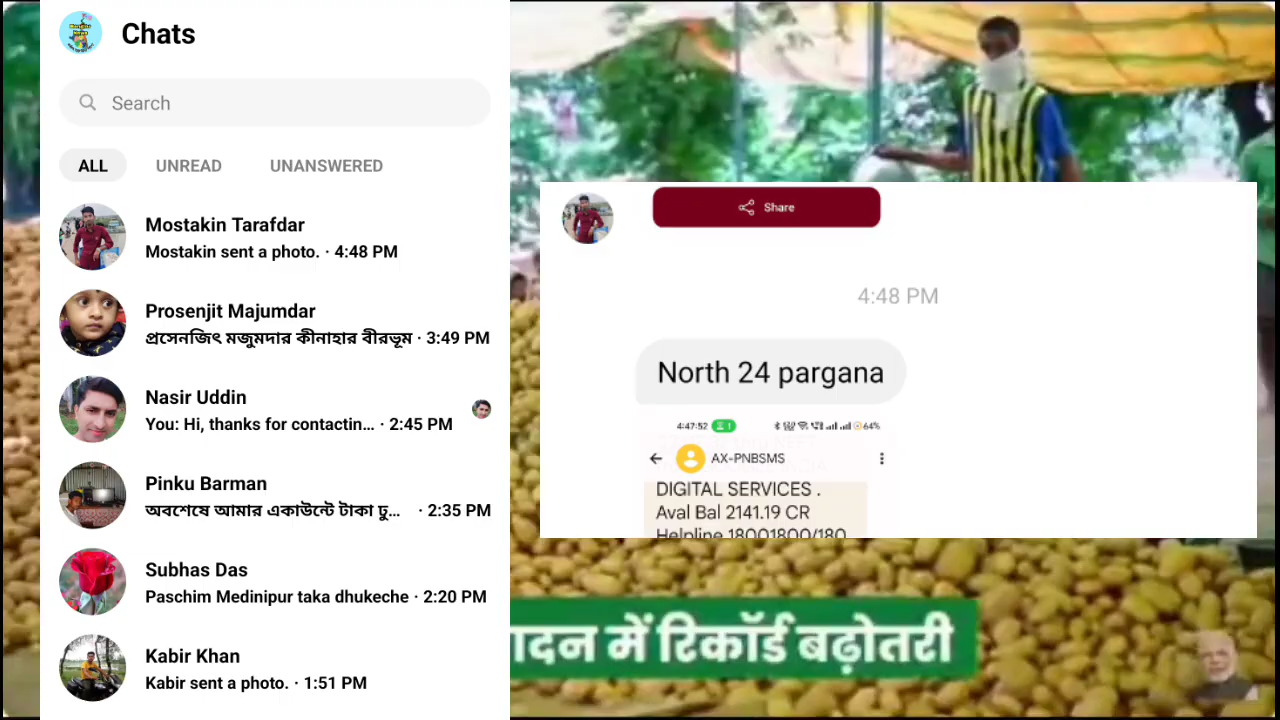 Chats
Search
ALL UNREAD UNANSWERED
Mostakin Tarafdar
Mostakin sent a photo. · 4:48 PM
Prosenjit Majumdar
প্রসেনজিৎ মজুমদার কীনাহার বীরভূম · 3:49 PM
Nasir Uddin
You: Hi, thanks for contactin... · 2:45 PM
Pinku Barman
অবশেষে আমার একাউন্টে টাকা ঢু... · 2:35 PM
Subhas Das
Paschim Medinipur taka dhukeche · 2:20 PM
Kabir Khan
Kabir sent a photo. · 1:51 PM
Share
4:48 PM
North 24 pargana
4:47:52 1 64%
AX-PNBSMS
DIGITAL SERVICES .
Aval Bal 2141.19 CR
Helpline 18001800/180
ादन में रिकॉर्ड बढ़ोतरी